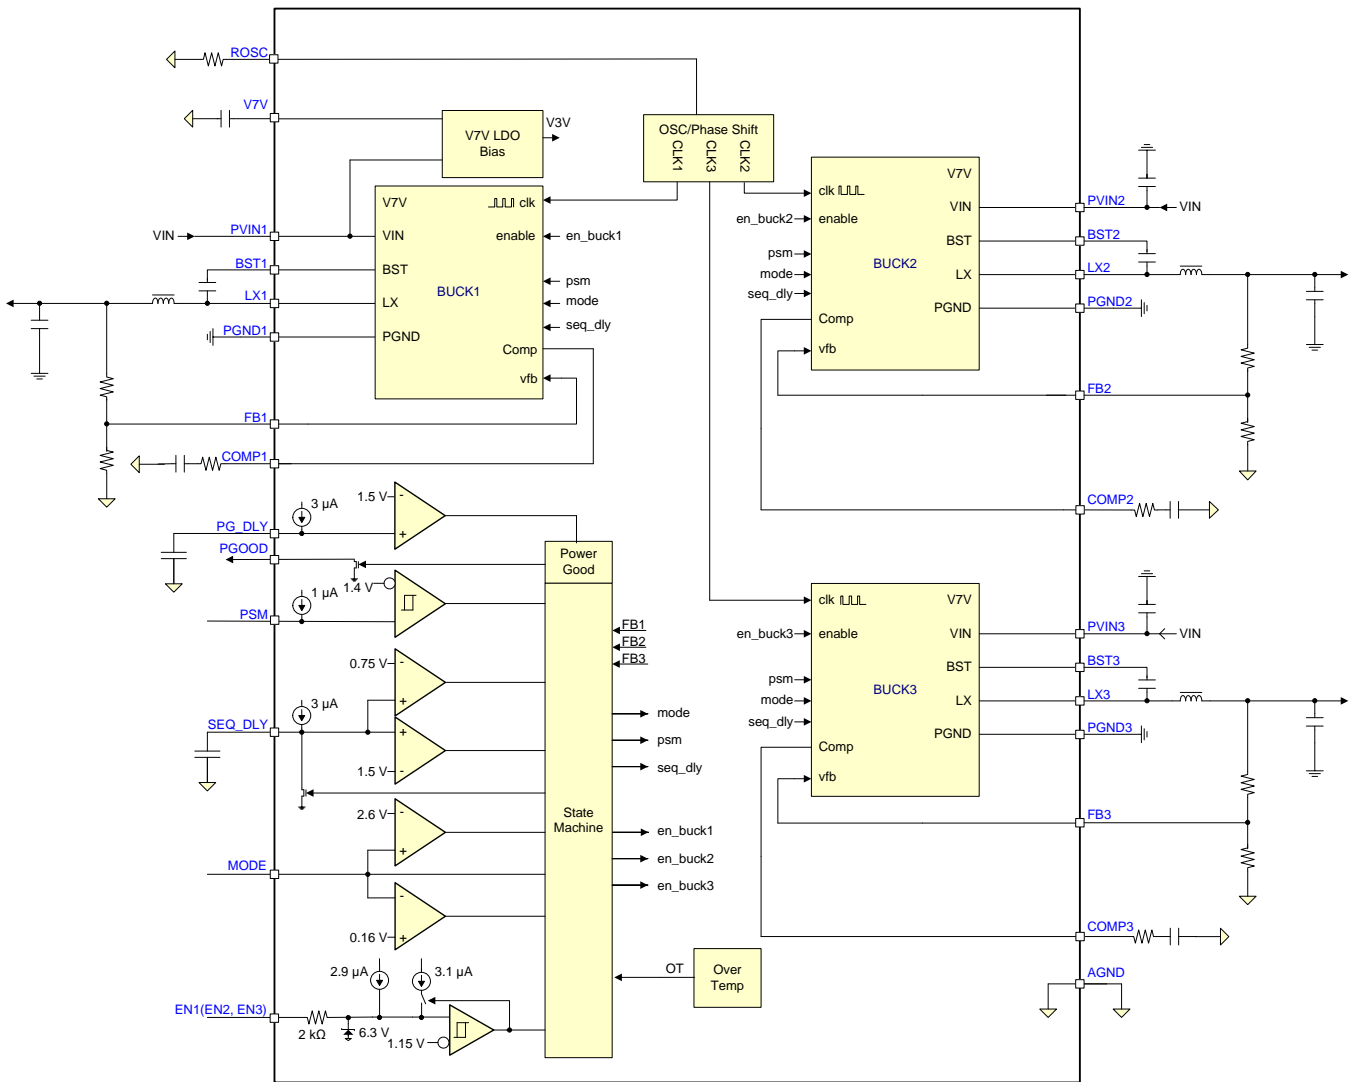 ROSC
V7V
V7V LDO
Bias
V3V
OSC/Phase Shift
CLK1
CLK3
CLK2
V7V
clk
VIN
PVIN1
VIN
enable
en_buck1
BST1
BST
psm
BUCK1
mode
LX1
LX
seq_dly
PGND1
PGND
Comp
vfb
FB1
COMP1
V7V
clk
VIN
PVIN2
VIN
en_buck2
enable
BST
BST2
psm
BUCK2
mode
LX
LX2
seq_dly
PGND
PGND2
Comp
vfb
FB2
COMP2
1.5 V
-
+
3 µA
PG_DLY
PGOOD
Power
Good
1.4 V
1 µA
PSM
FB1
FB2
FB3
0.75 V
-
+
3 µA
SEQ_DLY
+
-
1.5 V
mode
psm
seq_dly
2.6 V
-
+
State
Machine
en_buck1
en_buck2
en_buck3
MODE
-
+
0.16 V
OT
Over
Temp
2.9 µA
3.1 µA
EN1(EN2, EN3)
2 kΩ
6.3 V
1.15 V
clk
V7V
en_buck3
enable
VIN
PVIN3
VIN
BST
BST3
psm
BUCK3
mode
LX
LX3
seq_dly
PGND
PGND3
Comp
vfb
FB3
COMP3
AGND